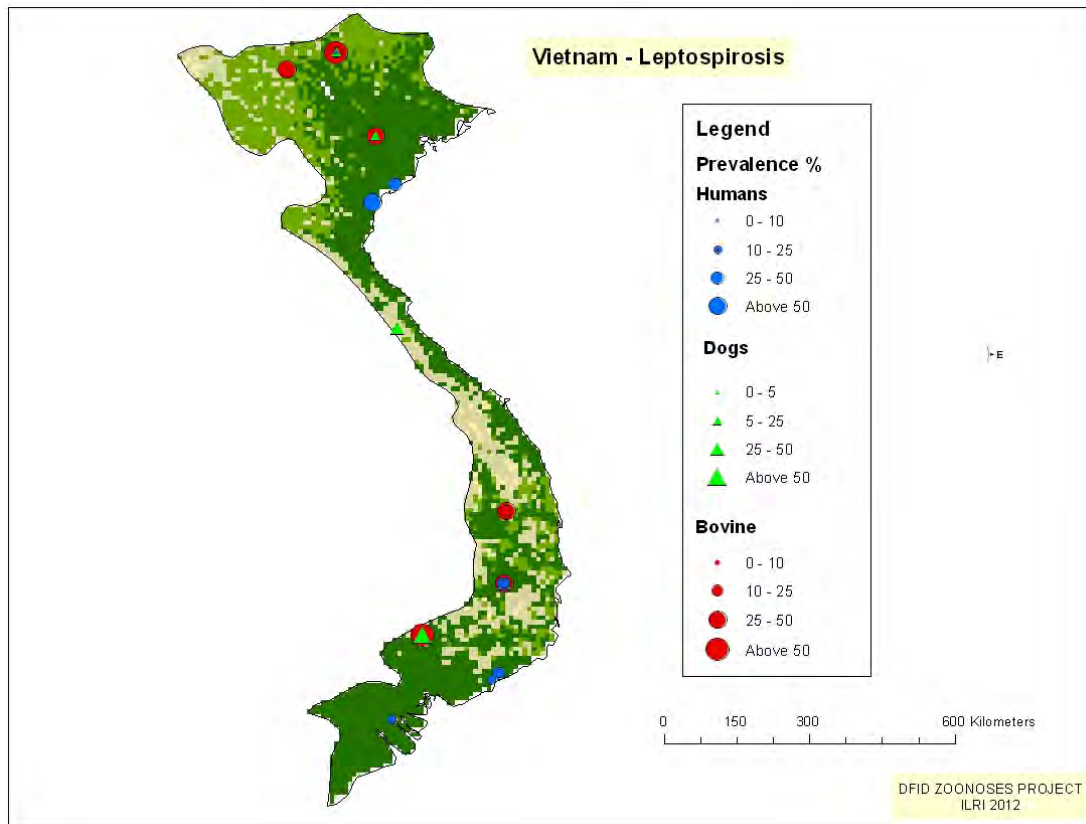 Vietnam - Leptospirosis
Legend
Prevalence %
Humans
0 - 10
10 - 25
25 - 50
Above 50
Dogs
0 - 5
5 - 25
25 - 50
Above 50
Bovine
0 - 10
10 - 25
25 - 50
Above 50
E
0 150 300 600 Kilometers
DFID ZOONOSES PROJECT
ILRI 2012